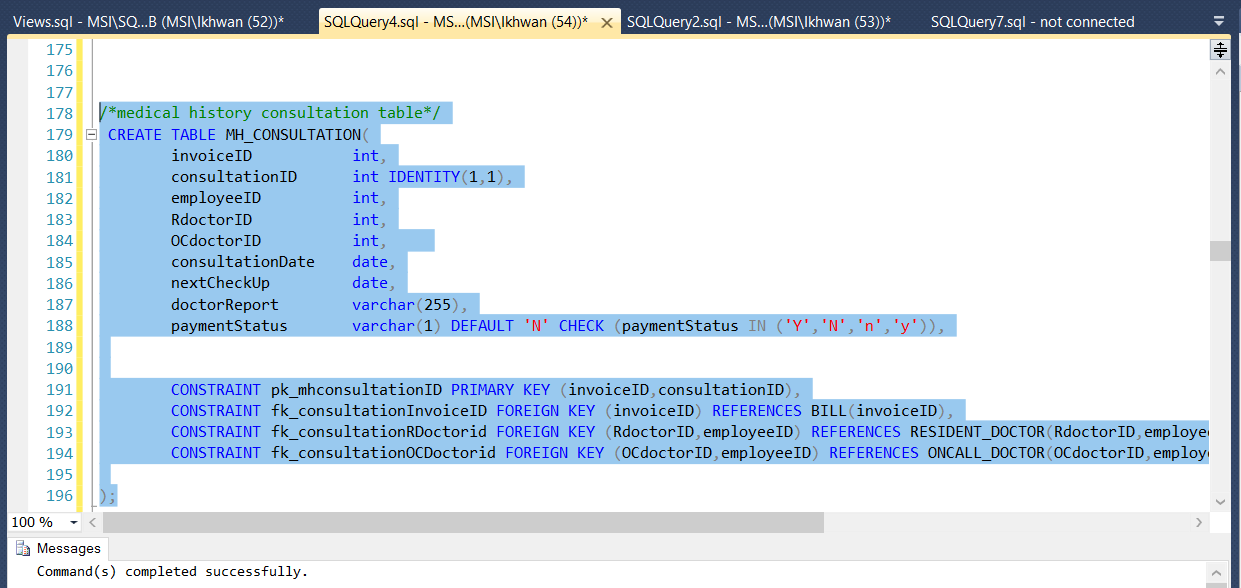 Views.sql - MSI\SQ...B (MSI\Ikhwan (52))* SQLQuery4.sql - MS...(MSI\Ikhwan (54))* SQLQuery2.sql - MS...(MSI\Ikhwan (53))* SQLQuery7.sql - not connected
175
176
177
178 /*medical history consultation table*/
179 CREATE TABLE MH_CONSULTATION(
180 invoiceID int,
181 consultationID int IDENTITY(1,1),
182 employeeID int,
183 RdoctorID int,
184 OCdoctorID int,
185 consultationDate date,
186 nextCheckUp date,
187 doctorReport varchar(255),
188 paymentStatus varchar(1) DEFAULT 'N' CHECK (paymentStatus IN ('Y','N','n','y')),
189
190
191 CONSTRAINT pk_mhconsultationID PRIMARY KEY (invoiceID,consultationID),
192 CONSTRAINT fk_consultationInvoiceID FOREIGN KEY (invoiceID) REFERENCES BILL(invoiceID),
193 CONSTRAINT fk_consultationRDoctorid FOREIGN KEY (RdoctorID,employeeID) REFERENCES RESIDENT_DOCTOR(RdoctorID,employe
194 CONSTRAINT fk_consultationOCDoctorid FOREIGN KEY (OCdoctorID,employeeID) REFERENCES ONCALL_DOCTOR(OCdoctorID,employ
195
196 );
100 %
Messages
Command(s) completed successfully.